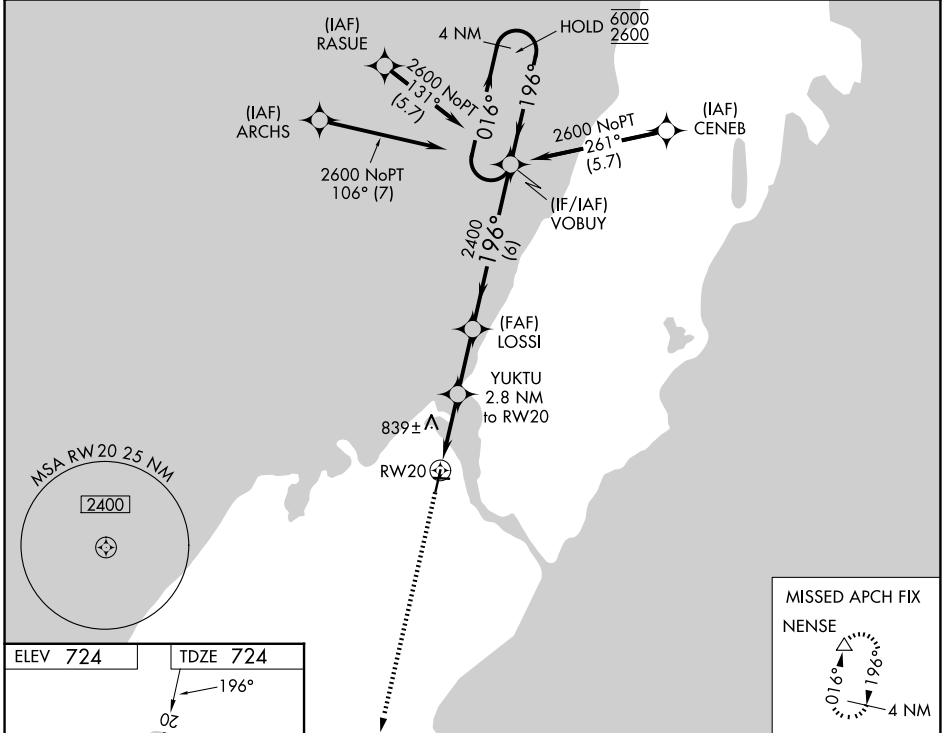 (IAF)
RASUE
4 NM
HOLD
6000
2600
2600 NoPT
131°
(5.7)
016°
196°
(IAF)
ARCHS
2600 NoPT
106° (7)
(IAF)
CENEB
2600 NoPT
261°
(5.7)
(IF/IAF)
VOBUY
2400
196°
(6)
(FAF)
LOSSI
YUKTU
2.8 NM
to RW20
839±
RW20
MSA RW20 25 NM
2400
MISSED APCH FIX
NENSE
016°
196°
4 NM
ELEV 724
TDZE 724
196°
20